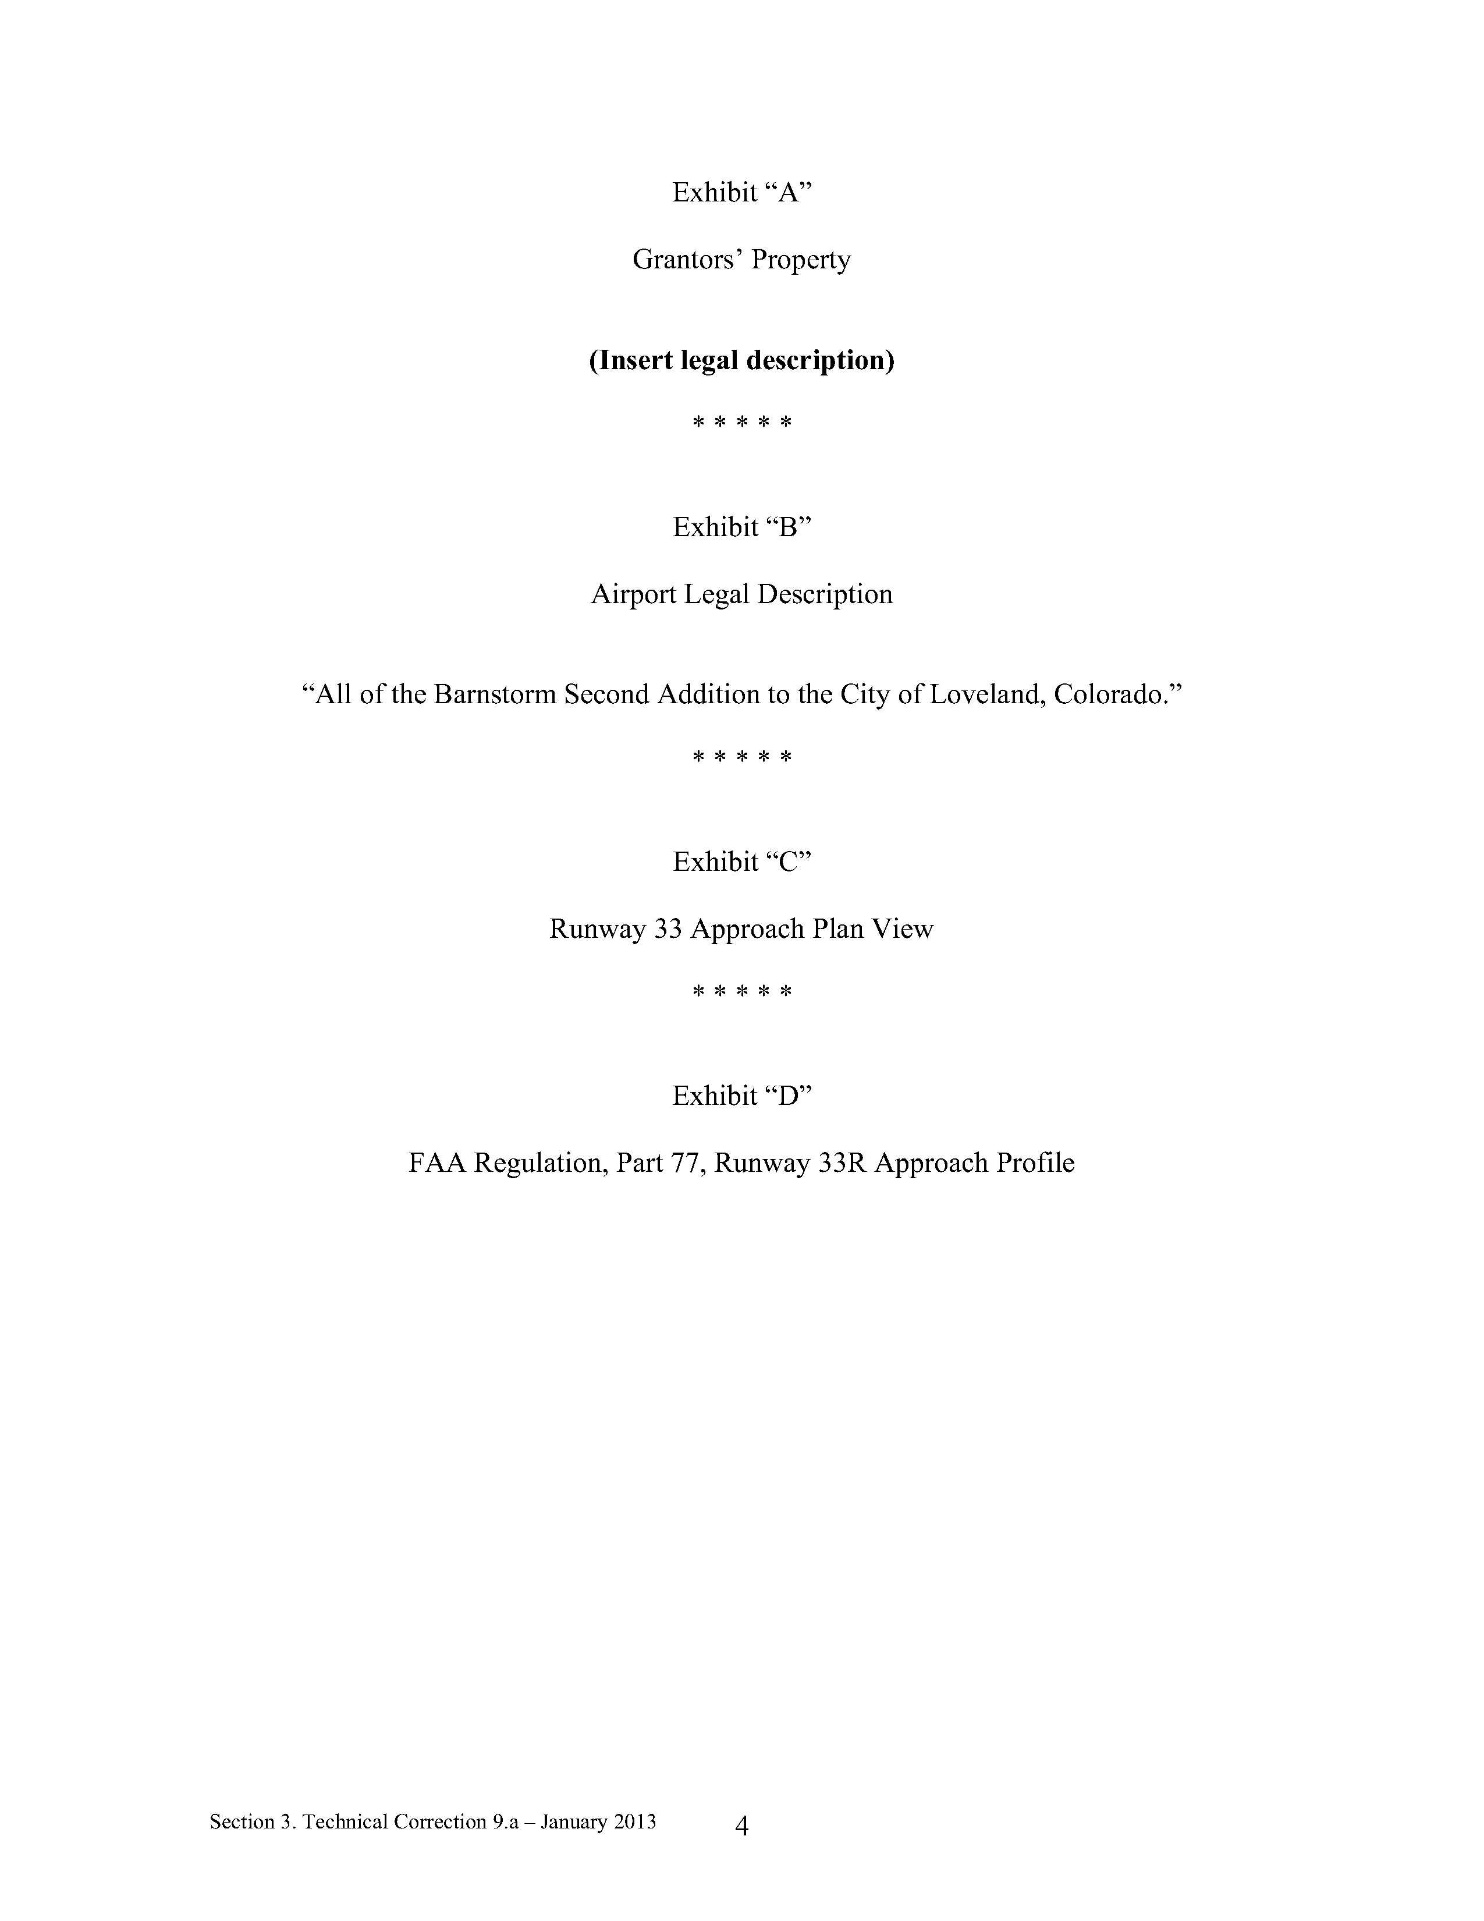 Exhibit “A”
Grantors’ Property
(Insert legal description)
* * * * *
Exhibit “B”
Airport Legal Description
“All of the Barnstorm Second Addition to the City of Loveland, Colorado.”
* * * * *
Exhibit “C”
Runway 33 Approach Plan View
* * * * *
Exhibit “D”
FAA Regulation, Part 77, Runway 33R Approach Profile
Section 3. Technical Correction 9.a – January 2013 4